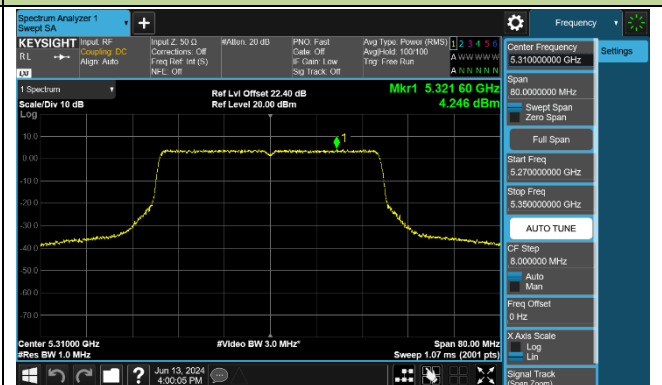 Spectrum Analyzer 1
Swept SA
+
Frequency
KEYSIGHT
RL
LXI
Input: RF
Coupling: DC
Align: Auto
Input Z: 50 Ω
Corrections: Off
Freq Ref: Int (S)
NFE: Off
#Atten: 20 dB
PNO: Fast
Gate: Off
IF Gain: Low
Sig Track: Off
Avg Type: Power (RMS)
Avg|Hold: 100/100
Trig: Free Run
1 2 3 4 5 6
A W W W W W
A N N N N N
1 Spectrum
Scale/Div 10 dB
Log
Ref Lvl Offset 22.40 dB
Ref Level 20.00 dBm
Mkr1 5.321 60 GHz
4.246 dBm
1
10.0
0.00
-10.0
-20.0
-30.0
-40.0
-50.0
-60.0
-70.0
Center 5.31000 GHz
#Res BW 1.0 MHz
#Video BW 3.0 MHz*
Span 80.00 MHz
Sweep 1.07 ms (2001 pts)
Center Frequency
5.310000000 GHz
Span
80.0000000 MHz
Swept Span
Zero Span
Full Span
Start Freq
5.270000000 GHz
Stop Freq
5.350000000 GHz
AUTO TUNE
CF Step
8.000000 MHz
Auto
Man
Freq Offset
0 Hz
X Axis Scale
Log
Lin
Signal Track
(Span Zoom)
Settings
?
Jun 13, 2024
4:00:05 PM